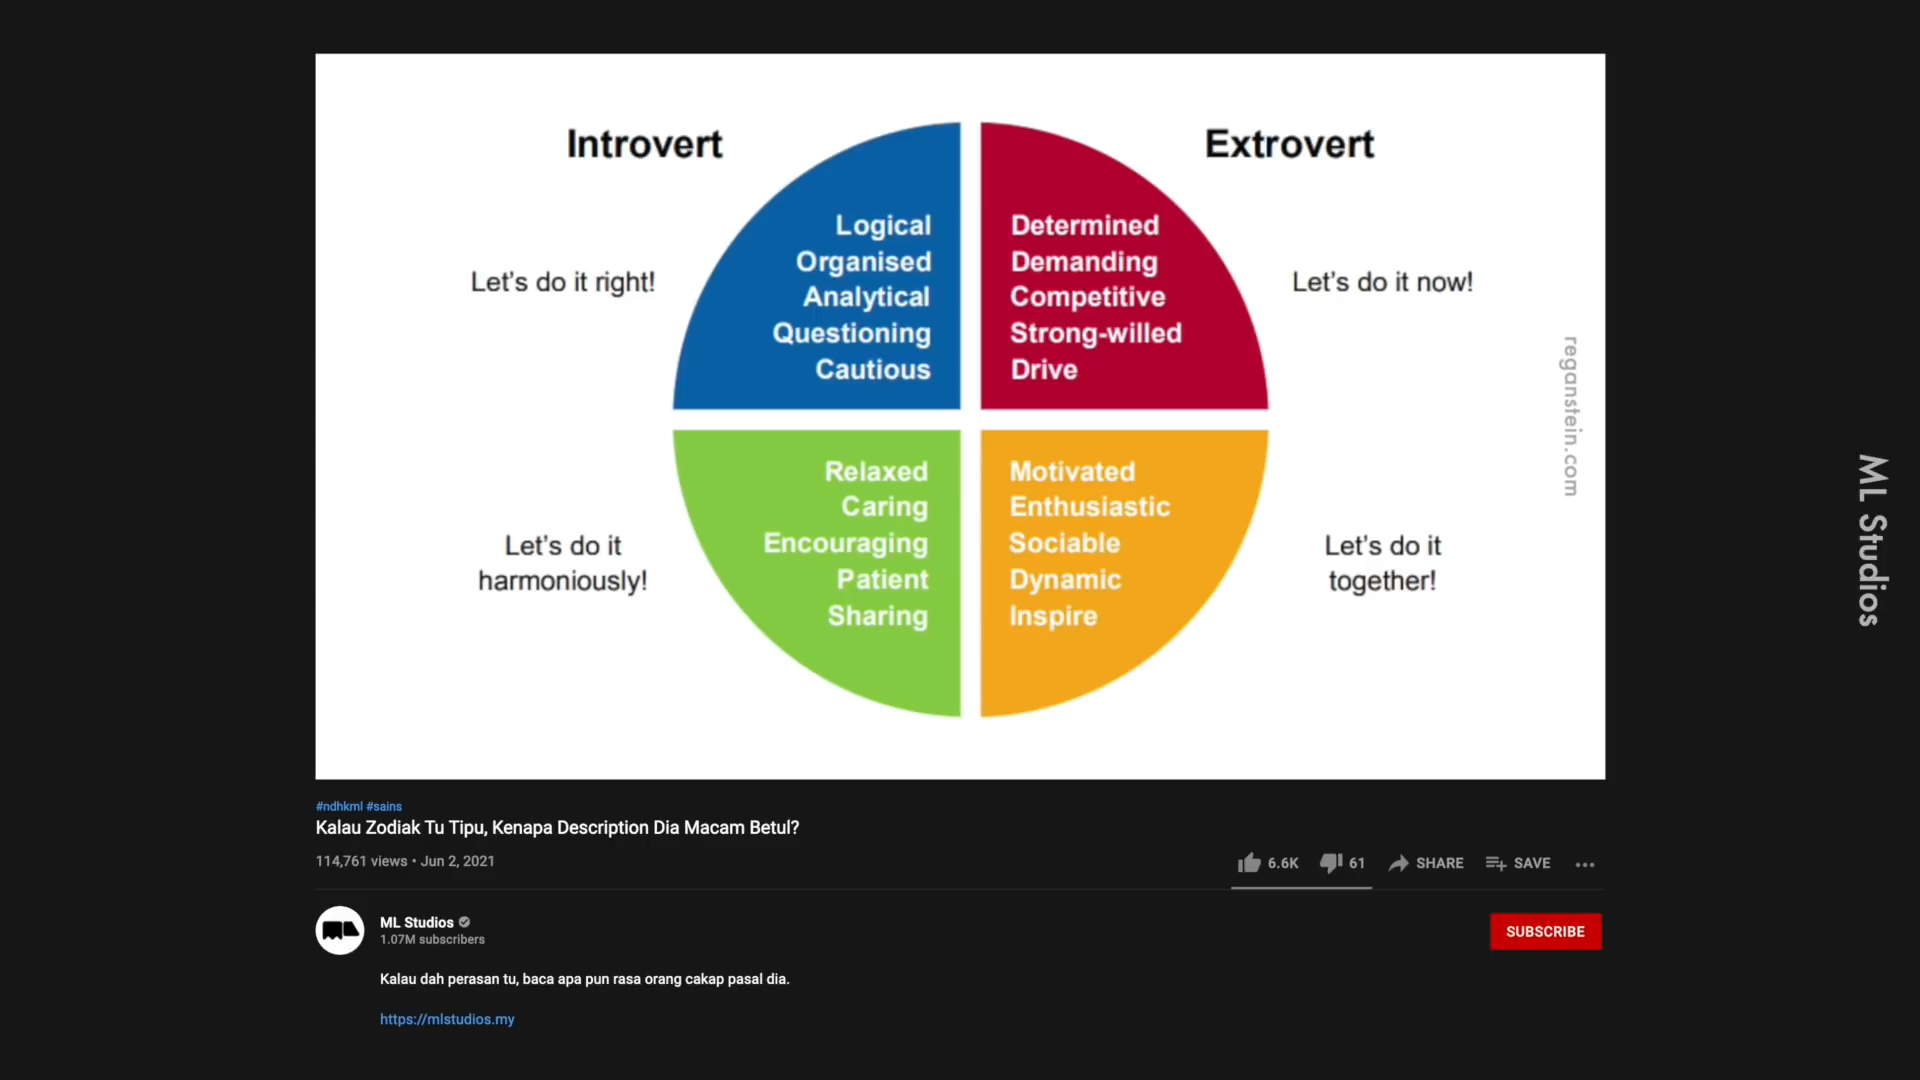 Introvert
Extrovert
Logical
Organised
Analytical
Questioning
Cautious
Let's do it right!
Determined
Demanding
Competitive
Strong-willed
Drive
Let's do it now!
Relaxed
Caring
Encouraging
Patient
Sharing
Let's do it
harmoniously!
Motivated
Enthusiastic
Sociable
Dynamic
Inspire
Let's do it
together!
reganstein.com
ML Studios
#ndhkml #sains
Kalau Zodiak Tu Tipu, Kenapa Description Dia Macam Betul?
114,761 views • Jun 2, 2021
6.6K 61 SHARE SAVE
ML Studios
1.07M subscribers
SUBSCRIBE
Kalau dah perasan tu, baca apa pun rasa orang cakap pasal dia.
https://mlstudios.my